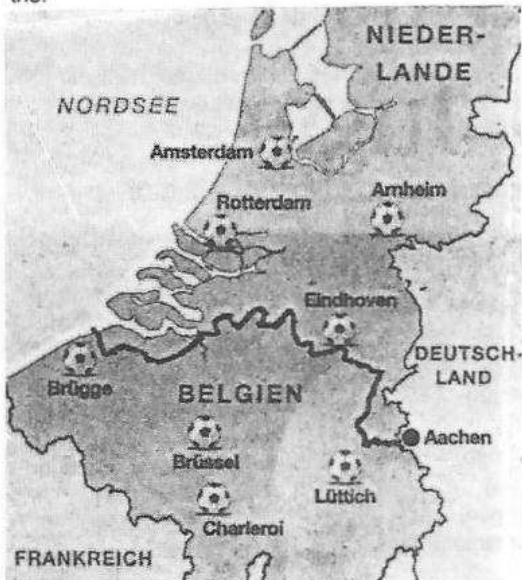 NIEDER-
LANDE
NORDSEE
Amsterdam
Rotterdam
Arnheim
Eindhoven
DEUTSCH-
LAND
Brügge
BELGIEN
Aachen
Brüssel
Lüttich
Charleroi
FRANKREICH